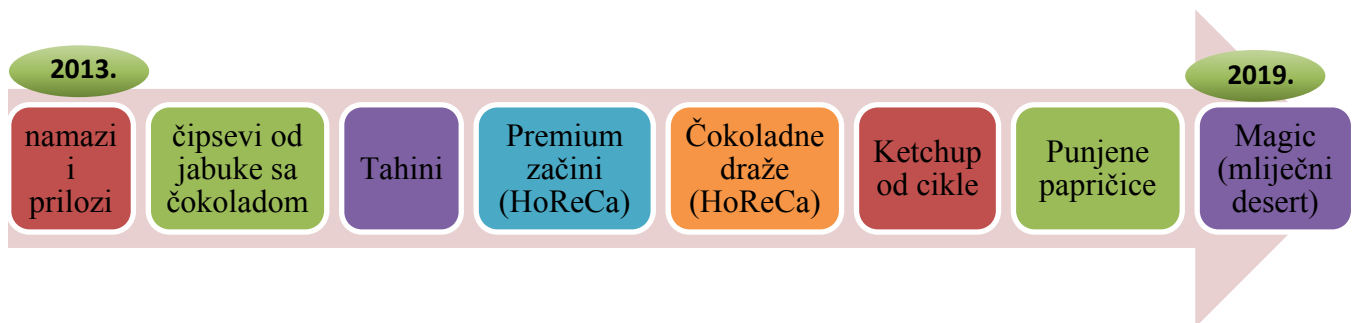 2013.
2019.
namazi
i
prilozi
čipsevi od
jabuke sa
čokoladom
Tahini
Premium
začini
(HoReCa)
Čokoladne
draže
(HoReCa)
Ketchup
od cikle
Punjene
papričice
Magic
(mliječni
desert)